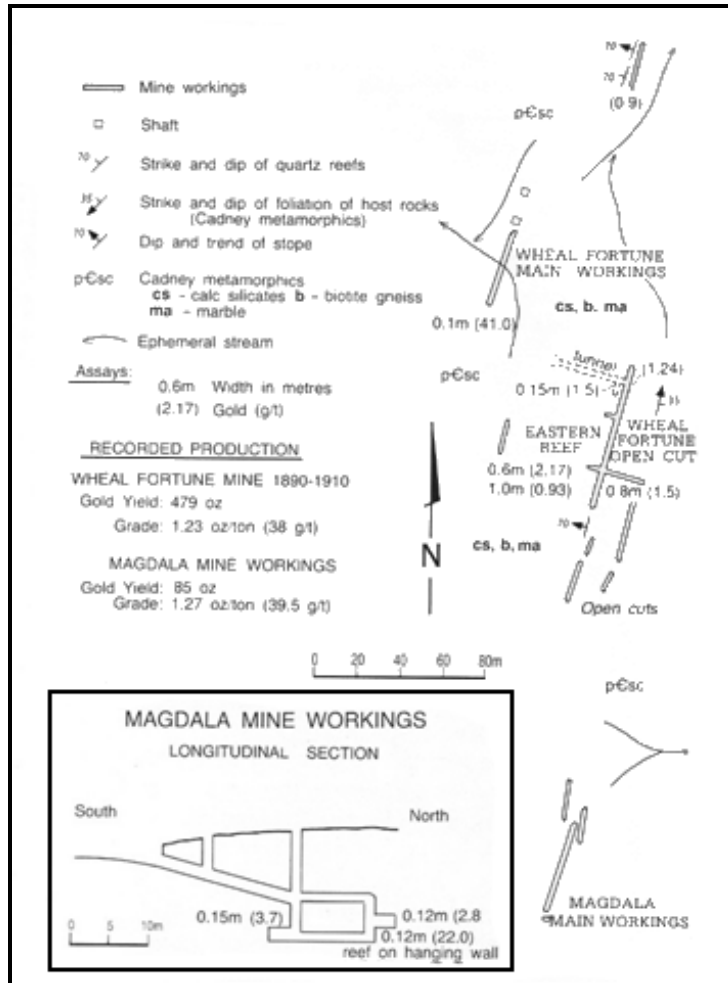 Mine workings
Shaft
70
Strike and dip of quartz reefs
35
Strike and dip of foliation of host rocks
(Cadney metamorphics)
70
Dip and trend of stope
p€sc
Cadney metamorphics
cs - calc silicates b - biotite gneiss
ma - marble
Ephemeral stream
Assays:
0.6m Width in metres
(2.17) Gold (g/t)
RECORDED PRODUCTION
WHEAL FORTUNE MINE 1890-1910
Gold Yield: 479 oz
Grade: 1.23 oz/ton (38 g/t)
MAGDALA MINE WORKINGS
Gold Yield: 85 oz
Grade: 1.27 oz/ton (39.5 g/t)
70
70
(0.9)
p€sc
WHEAL FORTUNE
MAIN WORKINGS
cs, b. ma
0.1m (41.0)
p€sc
tunnel
(1.24)
0.15m (1.5)
EASTERN
REEF
WHEAL
FORTUNE
OPEN CUT
0.6m (2.17)
1.0m (0.93)
0.8m (1.5)
70
cs, b, ma
N
Open cuts
0 20 40 60 80m
p€sc
MAGDALA
MAIN WORKINGS
MAGDALA MINE WORKINGS
LONGITUDINAL SECTION
South
North
0.15m (3.7)
0.12m (2.8
0.12m (22.0)
reef on hanging wall
0 5 10m